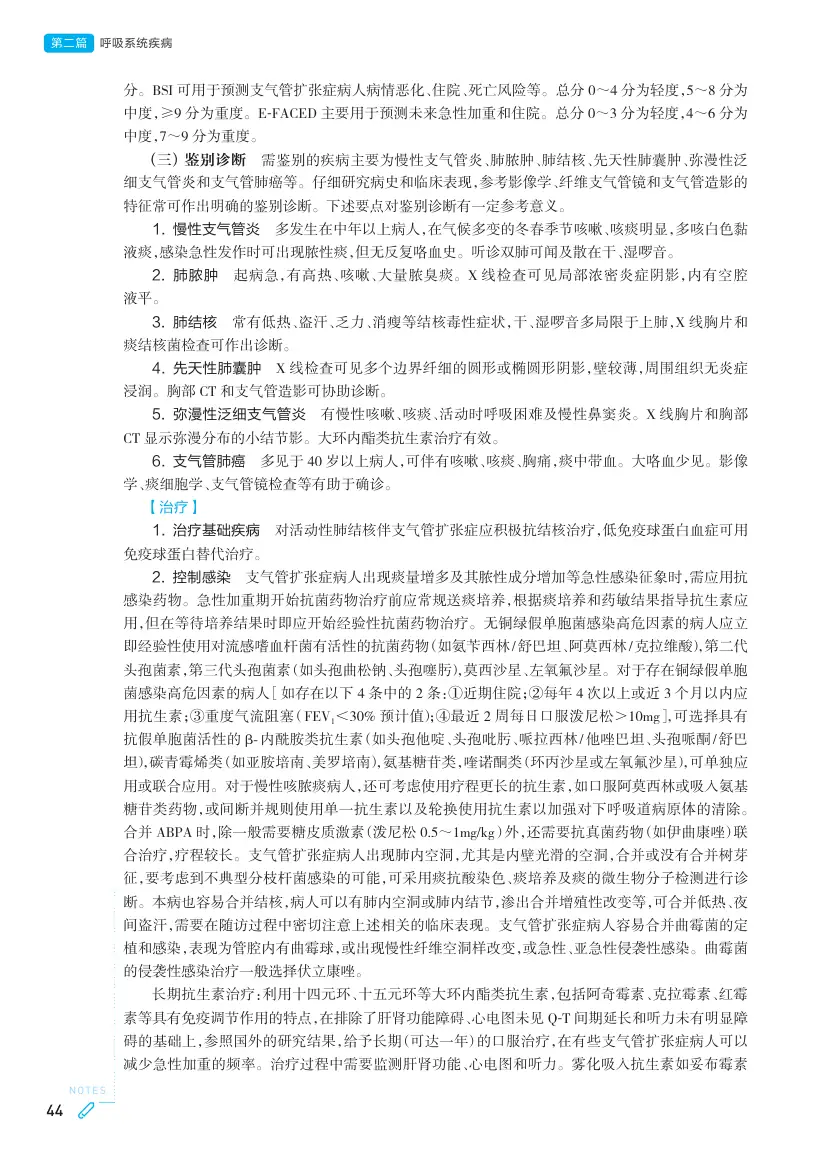 第二篇 呼吸系统疾病
分。BSI 可用于预测支气管扩张症病人病情恶化、住院、死亡风险等。总分 0～4 分为轻度,5～8 分为
中度,≥9 分为重度。E-FACED 主要用于预测未来急性加重和住院。总分 0～3 分为轻度,4～6 分为
中度,7～9 分为重度。
(三) 鉴别诊断 需鉴别的疾病主要为慢性支气管炎、肺脓肿、肺结核、先天性肺囊肿、弥漫性泛
细支气管炎和支气管肺癌等。仔细研究病史和临床表现,参考影像学、纤维支气管镜和支气管造影的
特征常可作出明确的鉴别诊断。下述要点对鉴别诊断有一定参考意义。
1. 慢性支气管炎 多发生在中年以上病人,在气候多变的冬春季节咳嗽、咳痰明显,多咳白色黏
液痰,感染急性发作时可出现脓性痰,但无反复咯血史。听诊双肺可闻及散在干、湿啰音。
2. 肺脓肿 起病急,有高热、咳嗽、大量脓臭痰。X 线检查可见局部浓密炎症阴影,内有空腔
液平。
3. 肺结核 常有低热、盗汗、乏力、消瘦等结核毒性症状,干、湿啰音多局限于上肺,X 线胸片和
痰结核菌检查可作出诊断。
4. 先天性肺囊肿 X 线检查可见多个边界纤细的圆形或椭圆形阴影,壁较薄,周围组织无炎症
浸润。胸部 CT 和支气管造影可协助诊断。
5. 弥漫性泛细支气管炎 有慢性咳嗽、咳痰、活动时呼吸困难及慢性鼻窦炎。X 线胸片和胸部
CT 显示弥漫分布的小结节影。大环内酯类抗生素治疗有效。
6. 支气管肺癌 多见于 40 岁以上病人,可伴有咳嗽、咳痰、胸痛,痰中带血。大咯血少见。影像
学、痰细胞学、支气管镜检查等有助于确诊。
【治疗】
1. 治疗基础疾病 对活动性肺结核伴支气管扩张症应积极抗结核治疗,低免疫球蛋白血症可用
免疫球蛋白替代治疗。
2. 控制感染 支气管扩张症病人出现痰量增多及其脓性成分增加等急性感染征象时,需应用抗
感染药物。急性加重期开始抗菌药物治疗前应常规送痰培养,根据痰培养和药敏结果指导抗生素应
用,但在等待培养结果时即应开始经验性抗菌药物治疗。无铜绿假单胞菌感染高危因素的病人应立
即经验性使用对流感嗜血杆菌有活性的抗菌药物(如氨苄西林/舒巴坦、阿莫西林/克拉维酸),第二代
头孢菌素,第三代头孢菌素(如头孢曲松钠、头孢噻肟),莫西沙星、左氧氟沙星。对于存在铜绿假单胞
菌感染高危因素的病人[ 如存在以下 4 条中的 2 条:①近期住院;②每年 4 次以上或近 3 个月以内应
用抗生素;③重度气流阻塞(FEV₁＜30% 预计值);④最近 2 周每日口服泼尼松＞10mg],可选择具有
抗假单胞菌活性的 β- 内酰胺类抗生素(如头孢他啶、头孢吡肟、哌拉西林/他唑巴坦、头孢哌酮/舒巴
坦),碳青霉烯类(如亚胺培南、美罗培南),氨基糖苷类,喹诺酮类(环丙沙星或左氧氟沙星),可单独应
用或联合应用。对于慢性咳脓痰病人,还可考虑使用疗程更长的抗生素,如口服阿莫西林或吸入氨基
糖苷类药物,或间断并规则使用单一抗生素以及轮换使用抗生素以加强对下呼吸道病原体的清除。
合并 ABPA 时,除一般需要糖皮质激素(泼尼松 0.5～1mg/kg)外,还需要抗真菌药物(如伊曲康唑)联
合治疗,疗程较长。支气管扩张症病人出现肺内空洞,尤其是内壁光滑的空洞,合并或没有合并树芽
征,要考虑到不典型分枝杆菌感染的可能,可采用痰抗酸染色、痰培养及痰的微生物分子检测进行诊
断。本病也容易合并结核,病人可以有肺内空洞或肺内结节,渗出合并增殖性改变等,可合并低热、夜
间盗汗,需要在随访过程中密切注意上述相关的临床表现。支气管扩张症病人容易合并曲霉菌的定
植和感染,表现为管腔内有曲霉球,或出现慢性纤维空洞样改变,或急性、亚急性侵袭性感染。曲霉菌
的侵袭性感染治疗一般选择伏立康唑。
长期抗生素治疗:利用十四元环、十五元环等大环内酯类抗生素,包括阿奇霉素、克拉霉素、红霉
素等具有免疫调节作用的特点,在排除了肝肾功能障碍、心电图未见 Q-T 间期延长和听力未有明显障
碍的基础上,参照国外的研究结果,给予长期(可达一年)的口服治疗,在有些支气管扩张症病人可以
减少急性加重的频率。治疗过程中需要监测肝肾功能、心电图和听力。雾化吸入抗生素如妥布霉素
NOTES
44